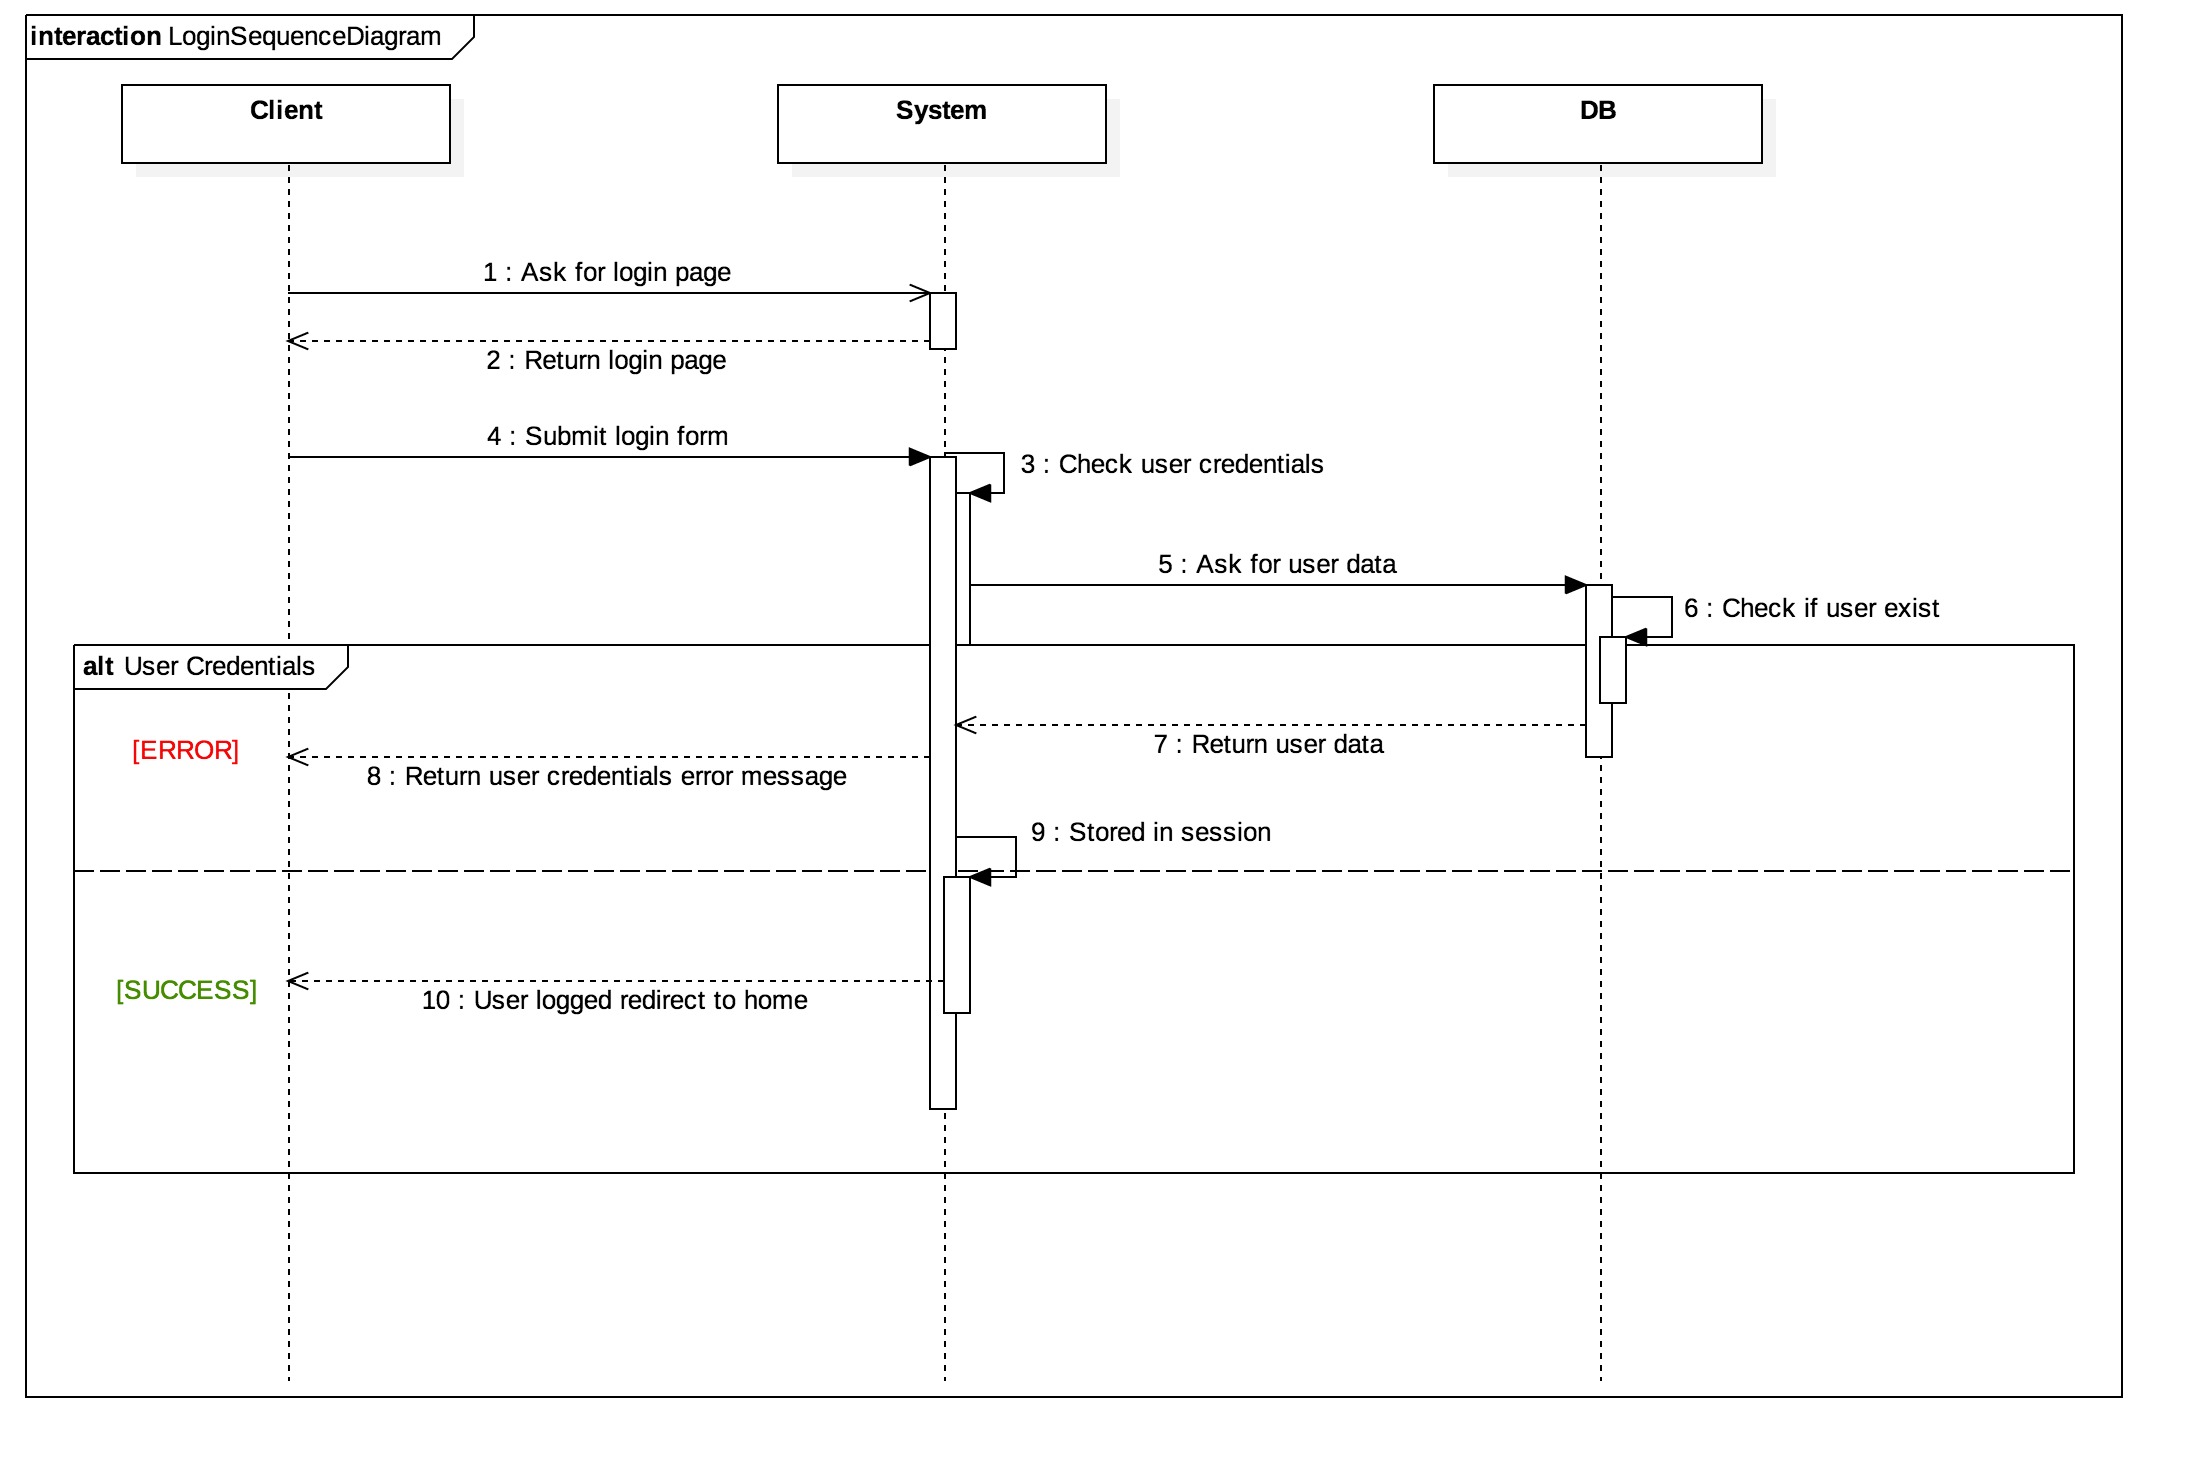 interaction LoginSequenceDiagram
Client
System
DB
1 : Ask for login page
2 : Return login page
4 : Submit login form
3 : Check user credentials
5 : Ask for user data
6 : Check if user exist
alt User Credentials
7 : Return user data
[ERROR]
8 : Return user credentials error message
9 : Stored in session
[SUCCESS]
10 : User logged redirect to home